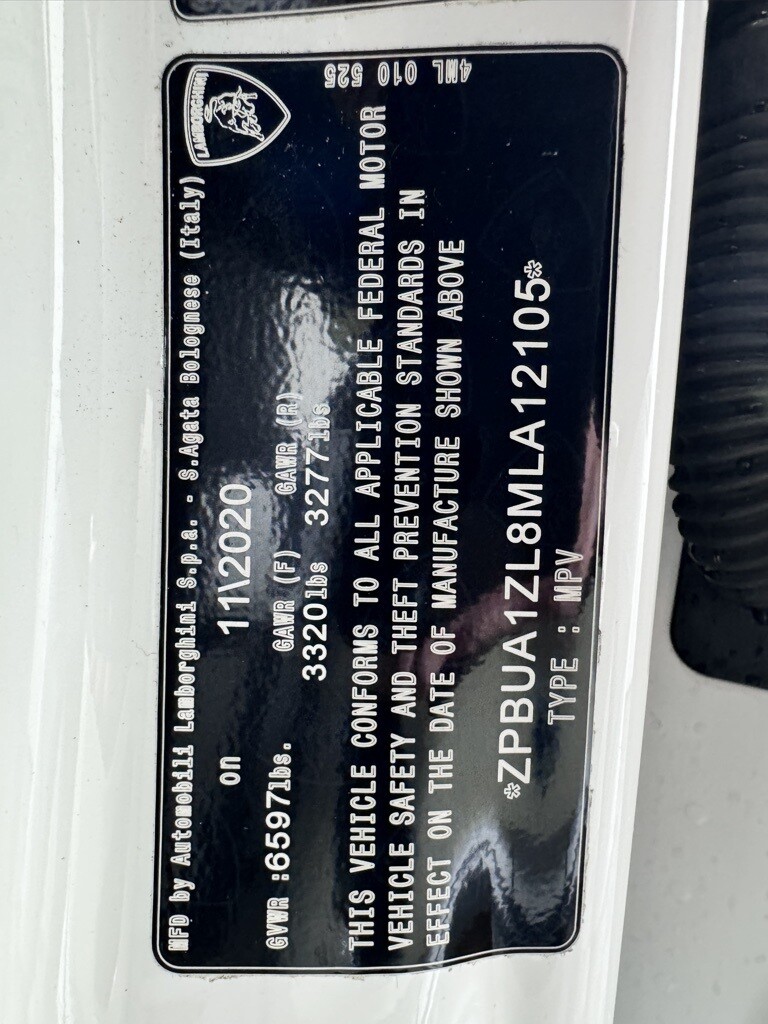 LAMBORGHINI
4ML 010 525
MFD by Automobili Lamborghini S.p.a. - S.Agata Bolognese (Italy)
on 11\2020
GVWR :6597lbs. GAWR (F) GAWR (R)
3320lbs 3277lbs
THIS VEHICLE CONFORMS TO ALL APPLICABLE FEDERAL MOTOR
VEHICLE SAFETY AND THEFT PREVENTION STANDARDS IN
EFFECT ON THE DATE OF MANUFACTURE SHOWN ABOVE
*ZPBUA1ZL8MLA12105*
TYPE : MPV